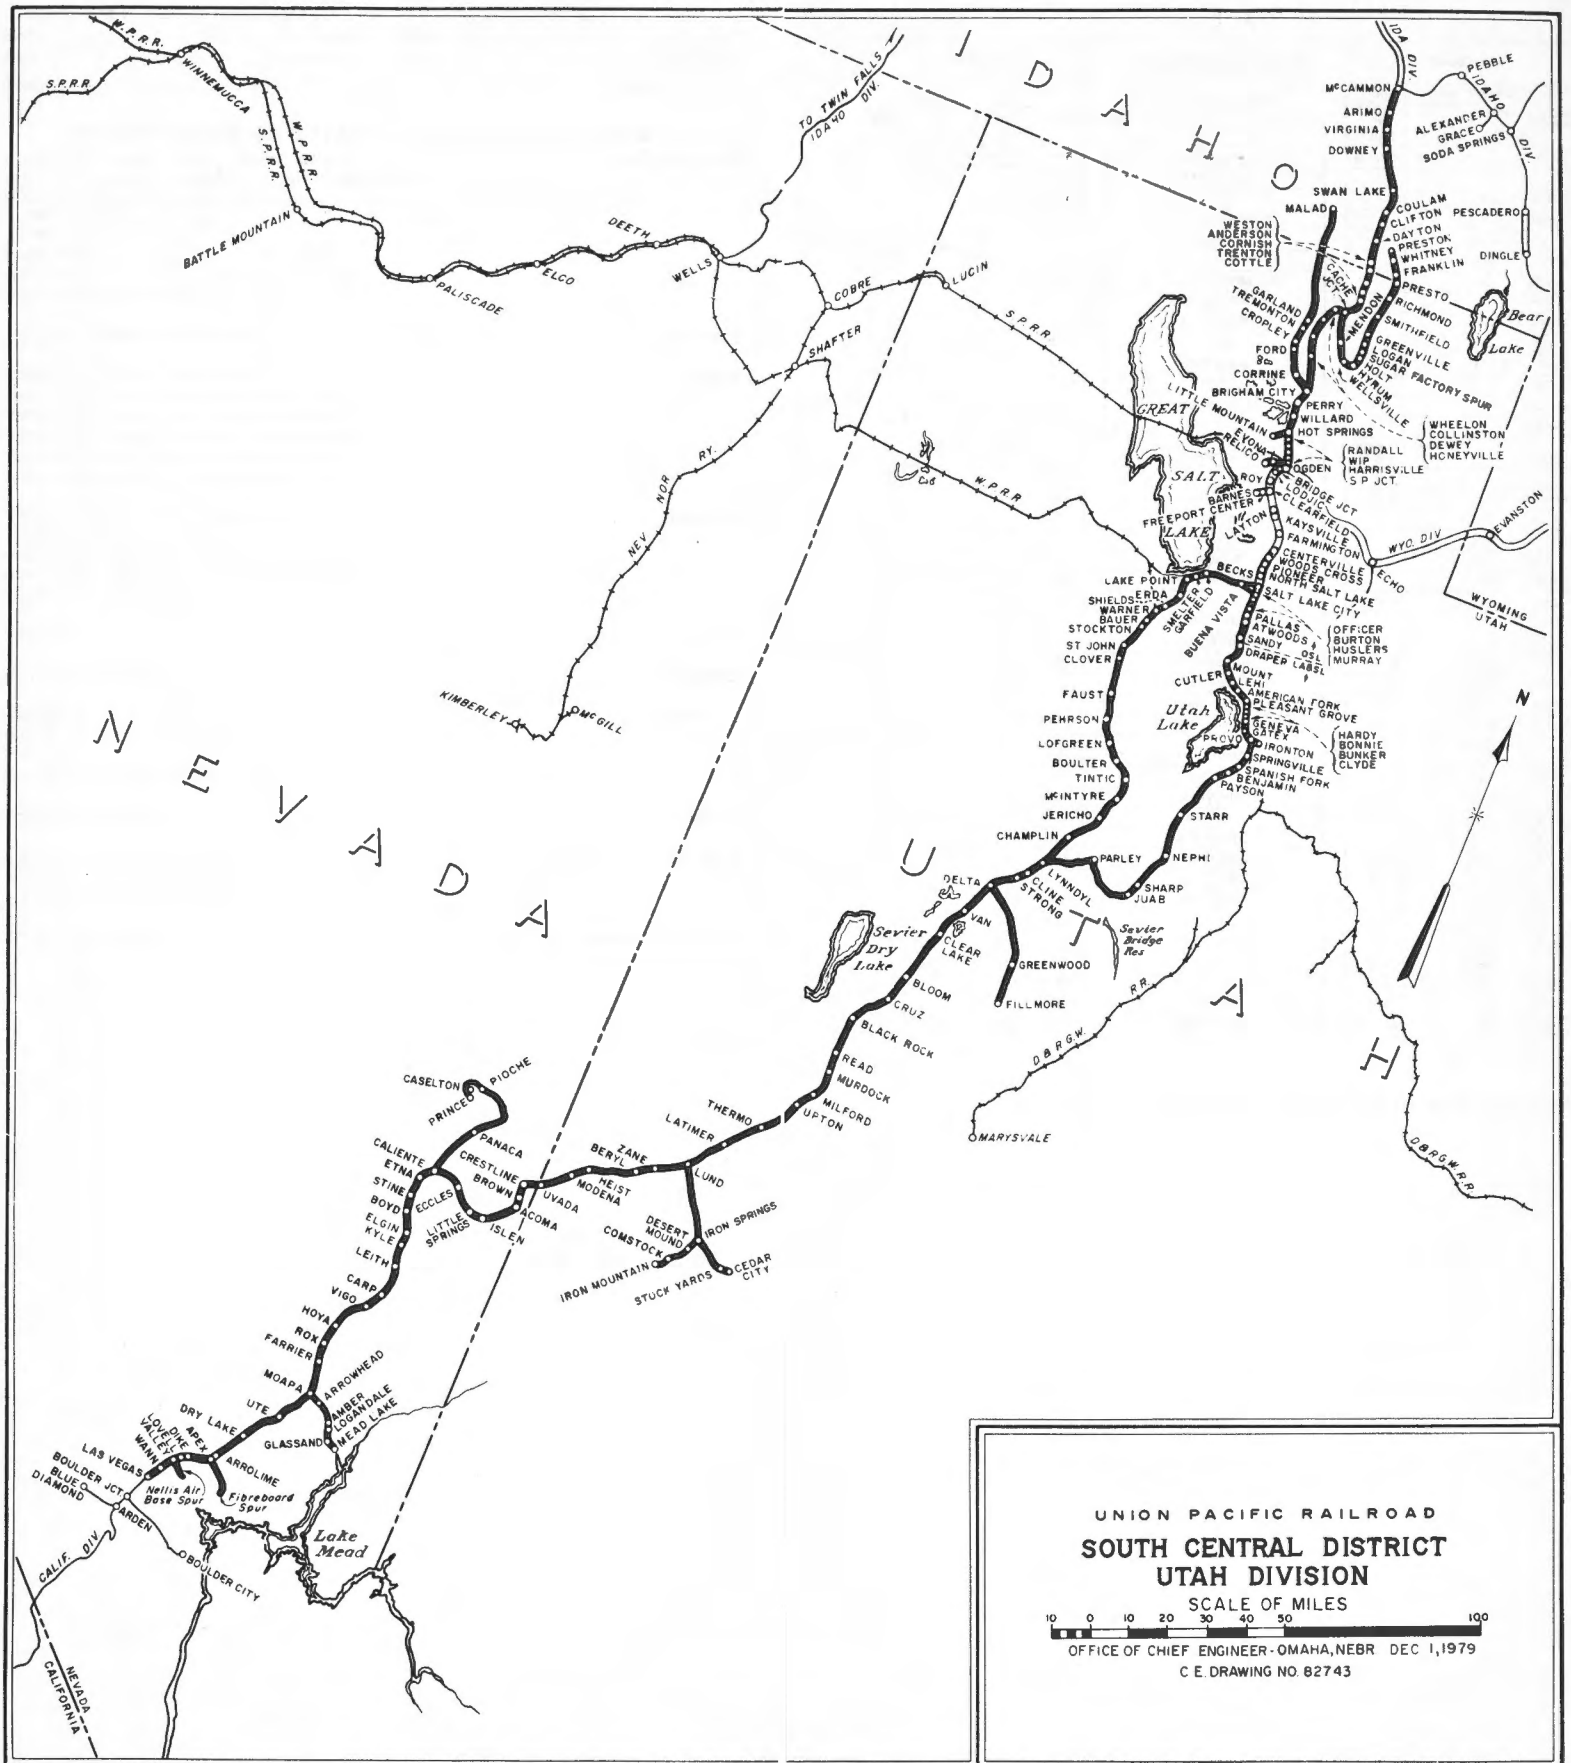 W.P.R.R.
S.P.R.R.
WINNEMUCCA
S.P.R.R.
W.P.R.R.
BATTLE MOUNTAIN
PALISCADE
ELCO
DEETH
WELLS
TO TWIN FALLS
IDAHO DIV.
COBRE
LUCIN
SHAFTER
S.P.R.R.
NEV NOR RY.
W.P.R.R.
KIMBERLEY
McGILL
IDAHO
NEVADA
UTAH
IDA DIV.
McCAMMON
ARIMO
VIRGINIA
DOWNEY
SWAN LAKE
MALAD
PEBBLE
IDAHO
DIV.
ALEXANDER
GRACE
SODA SPRINGS
PESCADERO
DINGLE
Bear
Lake
COULAM
CLIFTON
DAYTON
PRESTON
WHITNEY
FRANKLIN
WESTON
ANDERSON
CORNISH
TRENTON
COTTLE
CACHE
JCT
MENDON
PRESTO
RICHMOND
SMITHFIELD
GREENVILLE
LOGAN
SUGAR FACTORY SPUR
HOLT
HYRUM
WELLSVILLE
GARLAND
TREMONTON
CROPLEY
FORD
CORRINE
BRIGHAM CITY
LITTLE MOUNTAIN
PERRY
WILLARD
HOT SPRINGS
EVONA
RELICO
WHEELON
COLLINSTON
DEWEY
HONEYVILLE
RANDALL
WIP
HARRISVILLE
S P JCT.
OGDEN
GREAT
SALT
LAKE
ROY
BARNES
FREEPORT CENTER
LAYTON
BRIDGE JCT
LODJIC
CLEARFIELD
KAYSVILLE
FARMINGTON
CENTERVILLE
WOODS CROSS
PIONEER
NORTH SALT LAKE
SALT LAKE CITY
WYO. DIV
EVANSTON
ECHO
WYOMING
UTAH
BECKS
LAKE POINT
ERDA
SHIELDS
WARNER
BAUER
STOCKTON
SMELTER
GARFIELD
BUENA VISTA
ST JOHN
CLOVER
FAUST
PEHRSON
LOFGREEN
BOULTER
TINTIC
McINTYRE
JERICHO
CHAMPLIN
PALLAS
ATWOODS
SANDY
OSL
DRAPER LABSL
OFFICER
BURTON
HUSLERS
MURRAY
MOUNT
CUTLER
LEHI
AMERICAN FORK
PLEASANT GROVE
Utah
Lake
GENEVA
GATEX
PROVO
IRONTON
HARDY
BONNIE
BUNKER
CLYDE
SPRINGVILLE
SPANISH FORK
BENJAMIN
PAYSON
STARR
NEPHI
SHARP
JUAB
PARLEY
LYNNDYL
CLINE
STRONG
DELTA
VAN
CLEAR
LAKE
Sevier
Dry
Lake
Sevier
Bridge
Res
GREENWOOD
FILLMORE
BLOOM
CRUZ
BLACK ROCK
READ
MURDOCK
MILFORD
UPTON
THERMO
LATIMER
LUND
ZANE
BERYL
HEIST
MODENA
UVADA
CRESTLINE
BROWN
ACOMA
ISLEN
LITTLE
SPRINGS
ECCLES
D & R G.W. RR.
MARYSVALE
D & R G W. R.R.
N
DESERT
MOUND
IRON SPRINGS
COMSTOCK
IRON MOUNTAIN
STOCK YARDS
CEDAR
CITY
CASELTON
PIOCHE
PRINCE
PANACA
CALIENTE
ETNA
STINE
BOYD
ELGIN
KYLE
LEITH
CARP
VIGO
HOYA
ROX
FARRIER
MOAPA
ARROWHEAD
AMBER
LOGANDALE
MEAD LAKE
GLASSAND
UTE
DRY LAKE
APEX
DIKE
LOVELL
VALLEY
WANN
ARROLIME
LAS VEGAS
BOULDER JCT.
BLUE
DIAMOND
Nellis Air
Base Spur
Fibreboard
Spur
ARDEN
BOULDER CITY
Lake
Mead
CALIF. DIV
NEVADA
CALIFORNIA
UNION PACIFIC RAILROAD
SOUTH CENTRAL DISTRICT
UTAH DIVISION
SCALE OF MILES
10 0 10 20 30 40 50 100
OFFICE OF CHIEF ENGINEER-OMAHA, NEBR DEC 1, 1979
C E. DRAWING NO. 82743